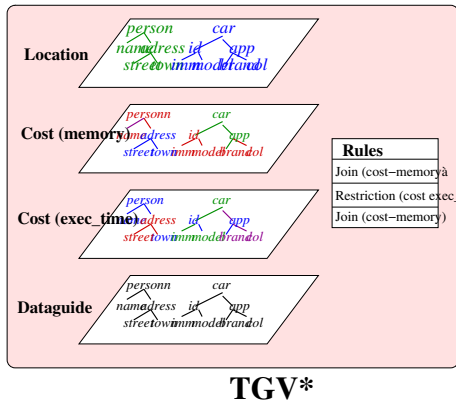 person car
name adress id app
street town imm model brand col
Location
personn car
Cost (memory)
name adress id app
street town imm model brand col
Rules
Join (cost−memoryà
Restriction (cost exec_
Join (cost−memory)
person car
name adress id app
Cost (exec_time)
street town imm model brand col
personn car
Dataguide
name adress id app
street town imm model brand col
TGV*